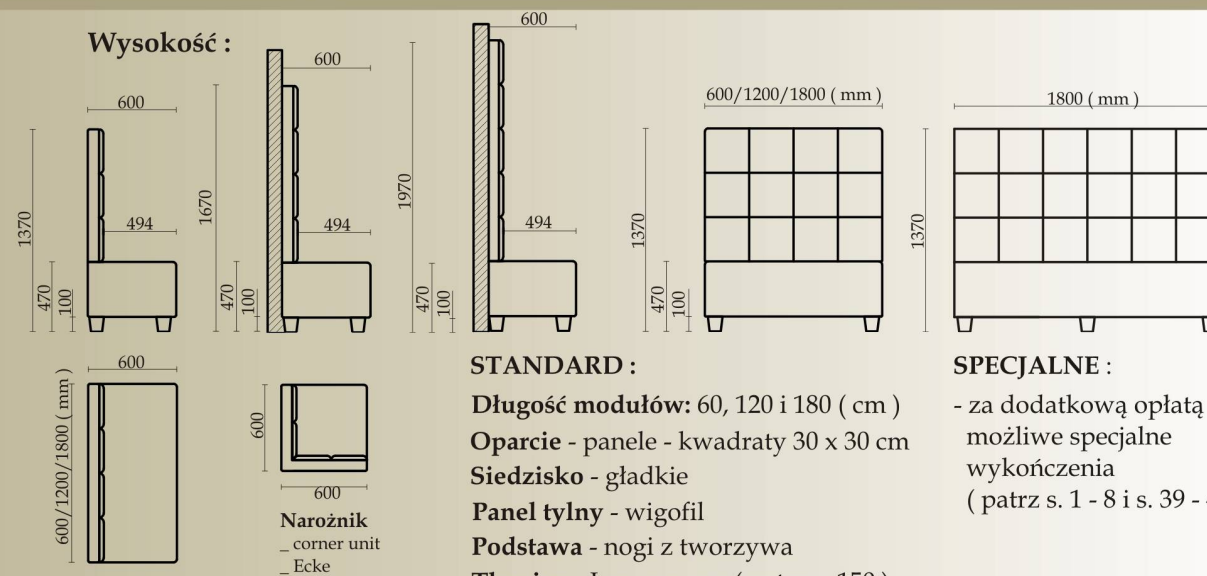 Wysokość :
600
1370
494
470
100
600
1670
494
470
100
600
1970
494
470
100
600/1200/1800 ( mm )
1370
470
100
1800 ( mm )
1370
600
600/1200/1800 ( mm )
600
600
Narożnik
_ corner unit
_ Ecke
STANDARD :
Długość modułów: 60, 120 i 180 ( cm )
Oparcie - panele - kwadraty 30 x 30 cm
Siedzisko - gładkie
Panel tylny - wigofil
Podstawa - nogi z tworzywa
SPECJALNE :
- za dodatkową opłatą
możliwe specjalne
wykończenia
( patrz s. 1 - 8 i s. 39 -